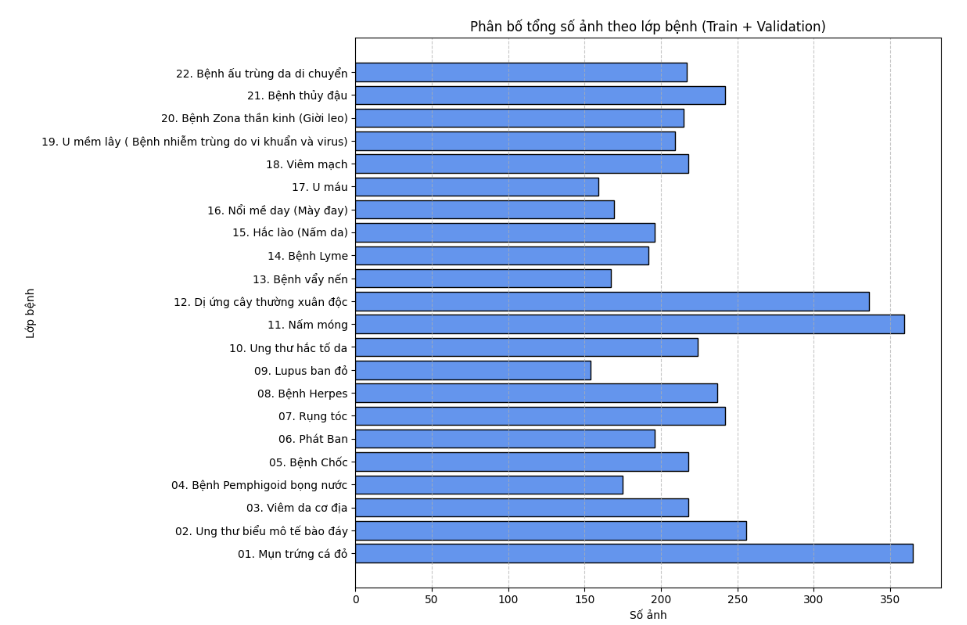 Phân bố tổng số ảnh theo lớp bệnh (Train + Validation)
22. Bệnh ấu trùng da di chuyển
21. Bệnh thủy đậu
20. Bệnh Zona thần kinh (Giời leo)
19. U mềm lây ( Bệnh nhiễm trùng do vi khuẩn và virus)
18. Viêm mạch
17. U máu
16. Nổi mề day (Mày đay)
15. Hắc lào (Nấm da)
14. Bệnh Lyme
13. Bệnh vẩy nến
12. Dị ứng cây thường xuân độc
11. Nấm móng
10. Ung thư hắc tố da
09. Lupus ban đỏ
08. Bệnh Herpes
07. Rụng tóc
06. Phát Ban
05. Bệnh Chốc
04. Bệnh Pemphigoid bọng nước
03. Viêm da cơ địa
02. Ung thư biểu mô tế bào đáy
01. Mụn trứng cá đỏ
Lớp bệnh
0 50 100 150 200 250 300 350
Số ảnh